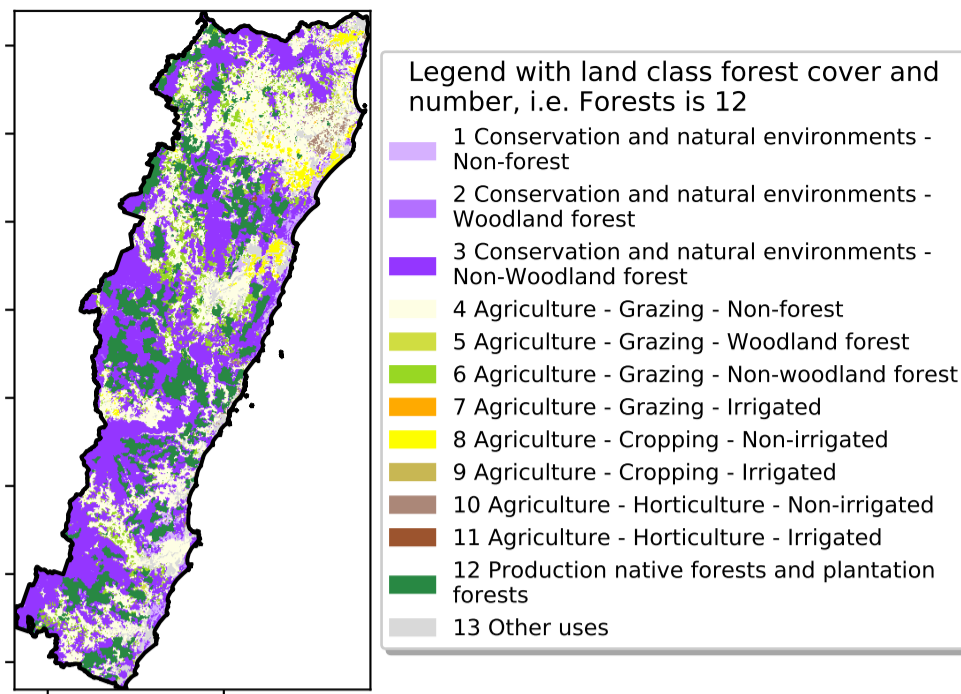 Legend with land class forest cover and
number, i.e. Forests is 12
1 Conservation and natural environments -
Non-forest
2 Conservation and natural environments -
Woodland forest
3 Conservation and natural environments -
Non-Woodland forest
4 Agriculture - Grazing - Non-forest
5 Agriculture - Grazing - Woodland forest
6 Agriculture - Grazing - Non-woodland forest
7 Agriculture - Grazing - Irrigated
8 Agriculture - Cropping - Non-irrigated
9 Agriculture - Cropping - Irrigated
10 Agriculture - Horticulture - Non-irrigated
11 Agriculture - Horticulture - Irrigated
12 Production native forests and plantation
forests
13 Other uses